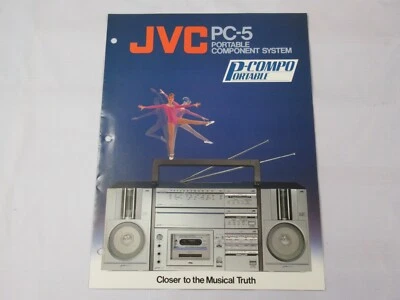 JVC PC-5
PORTABLE
COMPONENT SYSTEM
P-COMPO
PORTABLE
Closer to the Musical Truth